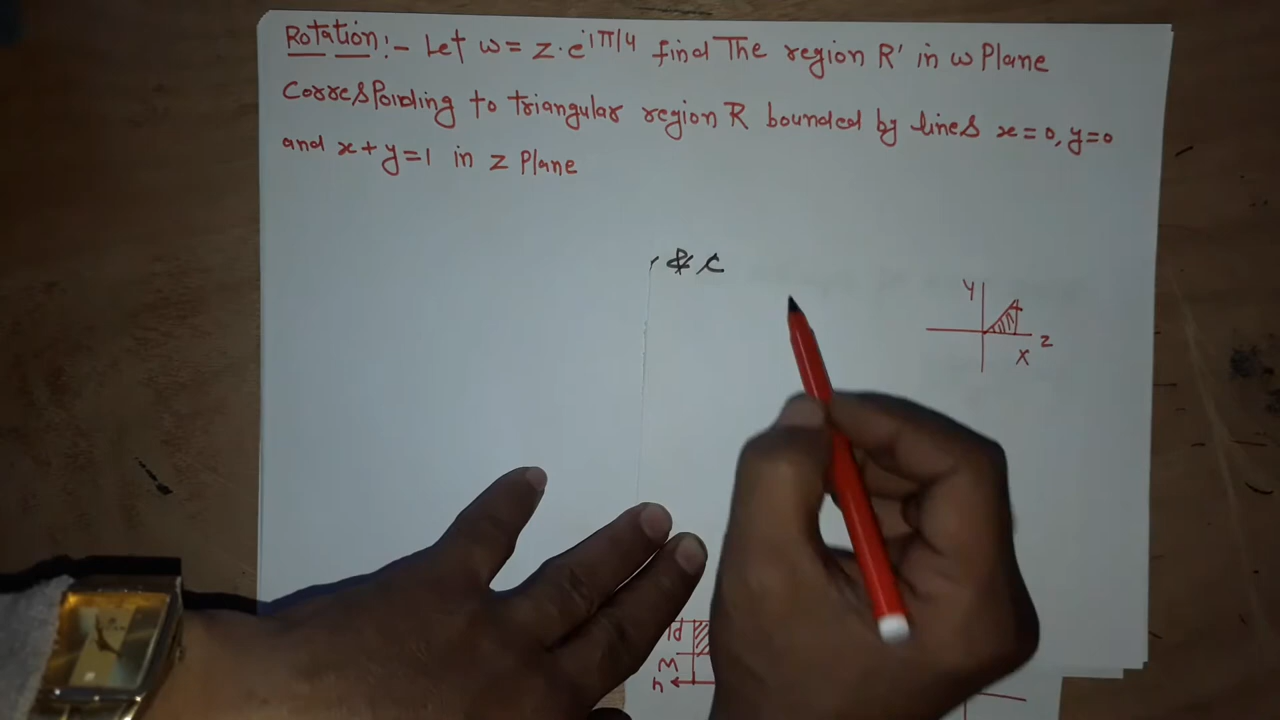 Rotation:- Let w = z·e^iπ/4 find The region R' in w Plane
Corresponding to triangular region R bounded by lines x=0, y=0
and x+y=1 in z Plane
y
z
x